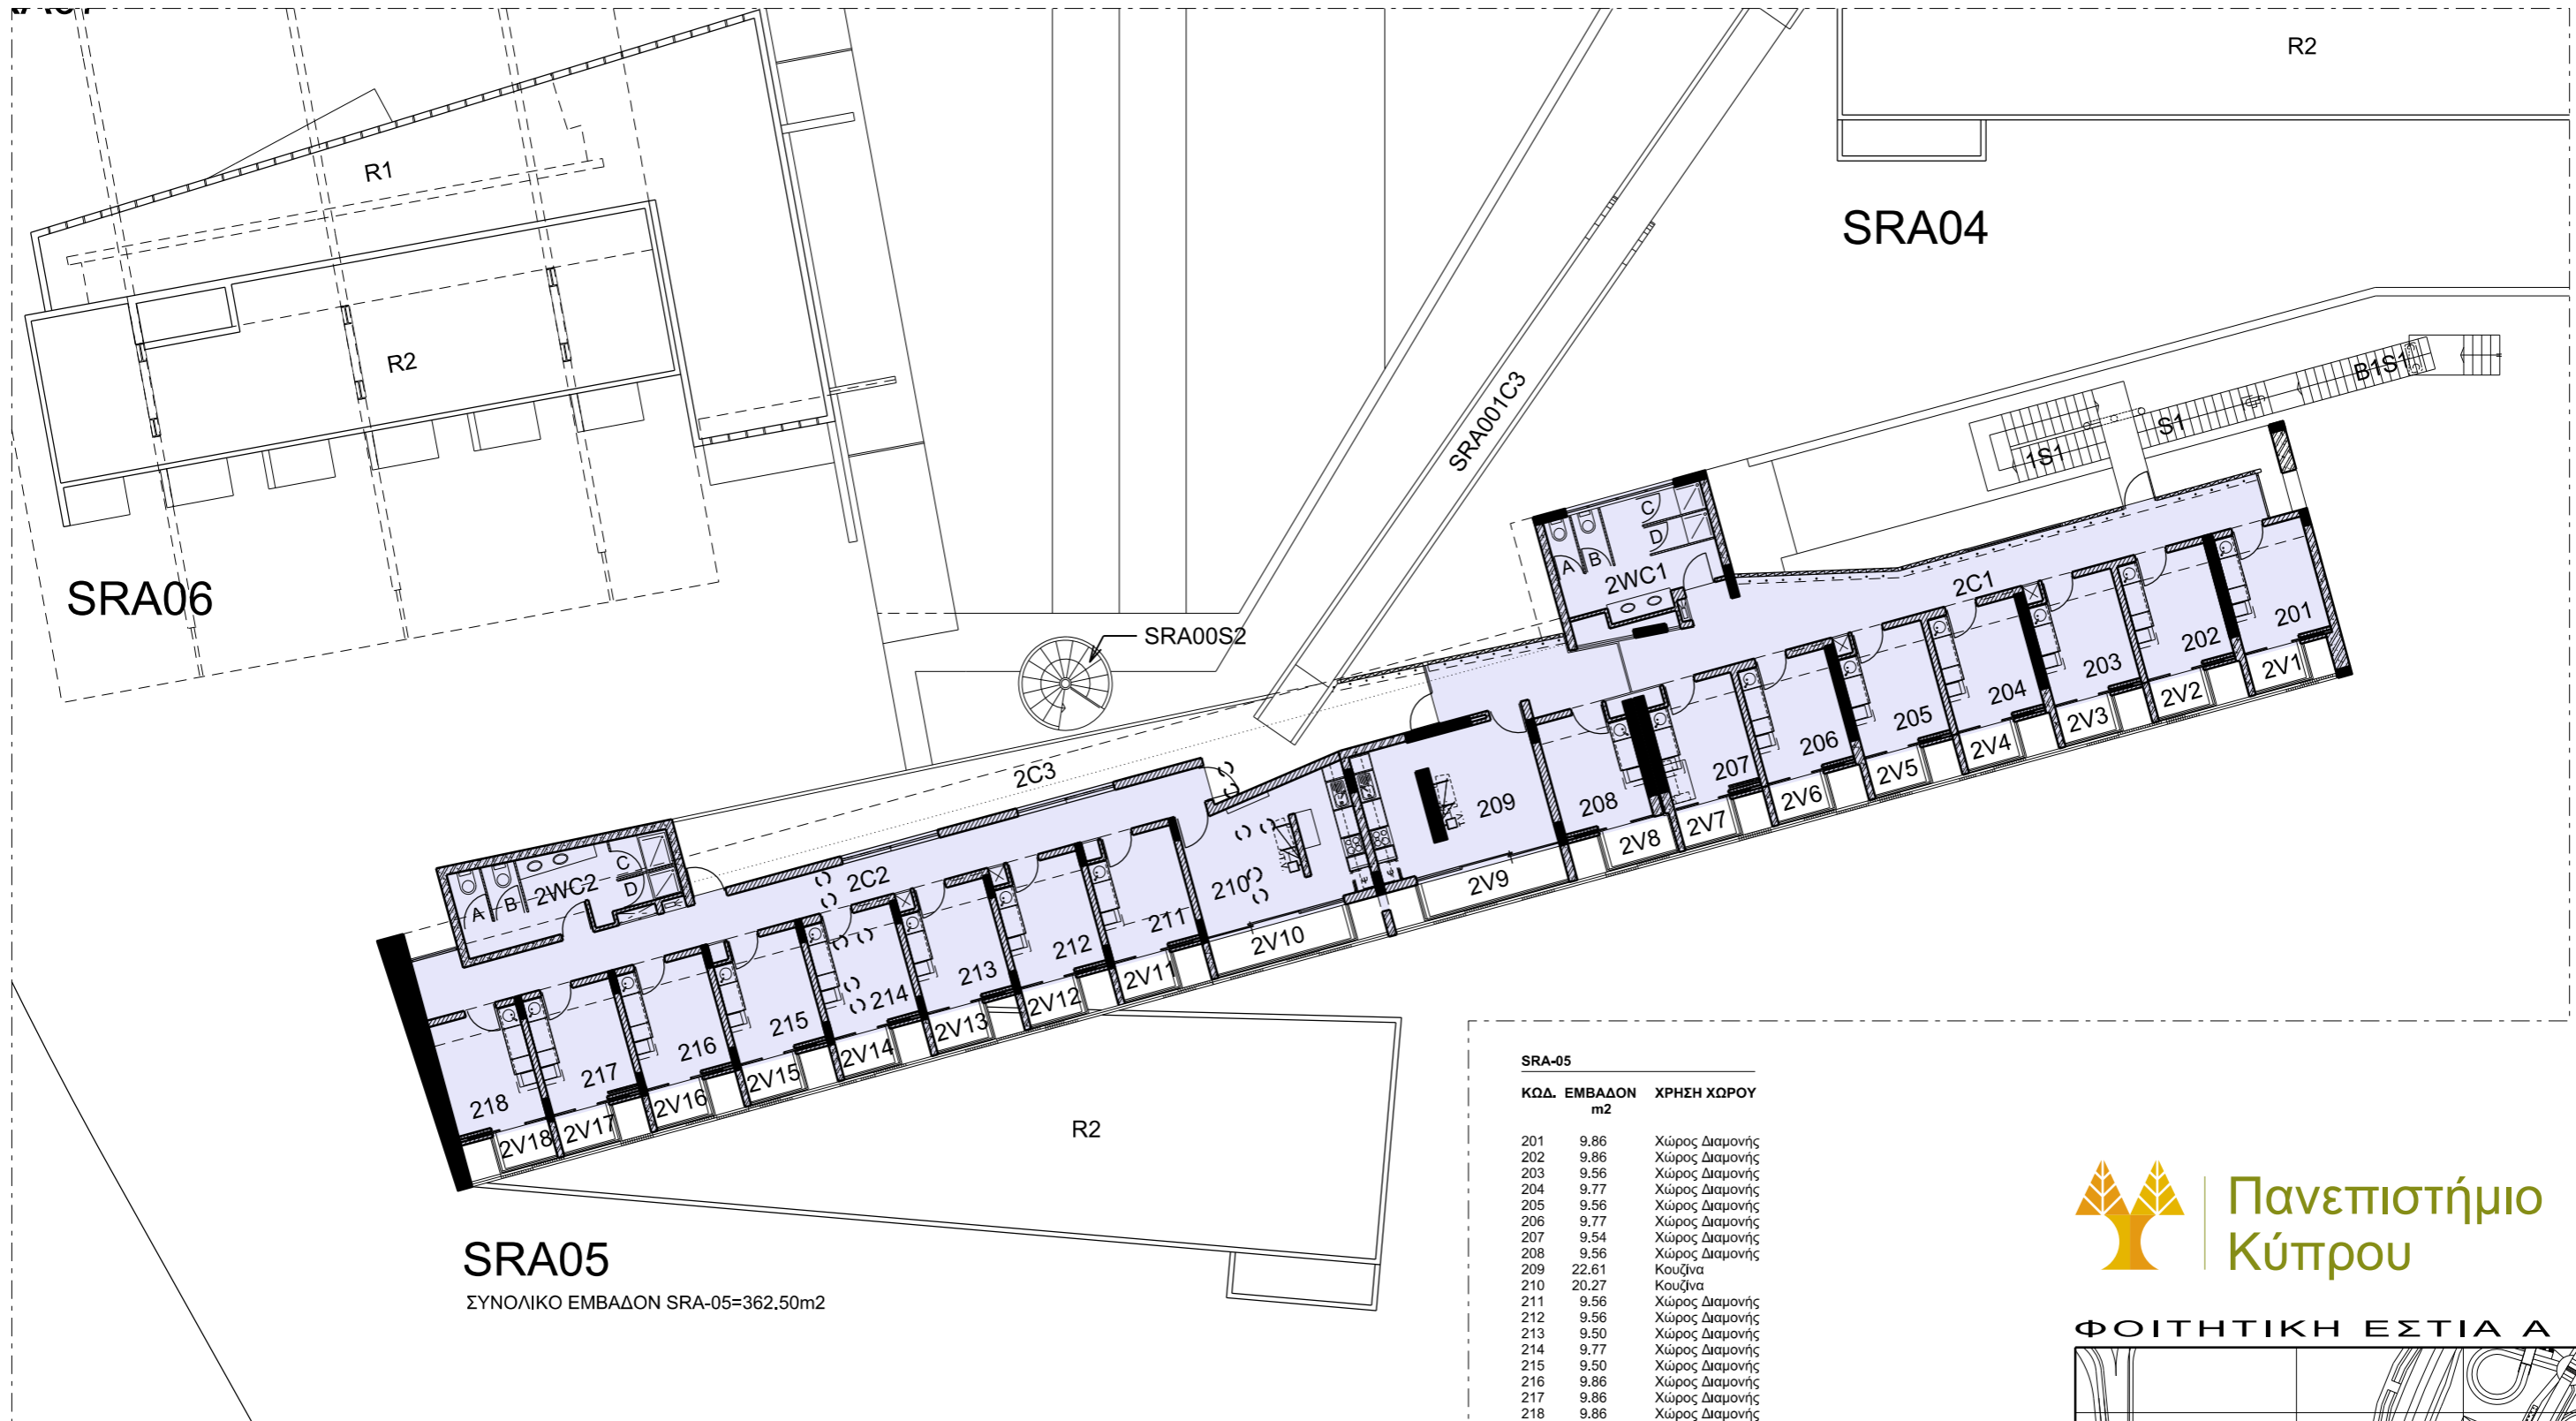 R2
R1
SRA04
R2
SRA001C3
B1S1
S1
1S1
SRA06
C
D
A
B
2WC1
2C1
SRA00S2
201
202
203
204
205
206
207
208
209
210
211
212
213
214
215
216
217
218
2V1
2V2
2V3
2V4
2V5
2V6
2V7
2V8
2V9
2V10
2V11
2V12
2V13
2V14
2V15
2V16
2V17
2V18
2C3
2C2
C
D
A
B
2WC2
R2
SRA05
ΣΥΝΟΛΙΚΟ ΕΜΒΑΔΟΝ SRA-05=362.50m2
SRA-05
ΚΩΔ. ΕΜΒΑΔΟΝ ΧΡΗΣΗ ΧΩΡΟΥ
m2
201 9.86 Χώρος Διαμονής
202 9.86 Χώρος Διαμονής
203 9.56 Χώρος Διαμονής
204 9.77 Χώρος Διαμονής
205 9.56 Χώρος Διαμονής
206 9.77 Χώρος Διαμονής
207 9.54 Χώρος Διαμονής
208 9.56 Χώρος Διαμονής
209 22.61 Κουζίνα
210 20.27 Κουζίνα
211 9.56 Χώρος Διαμονής
212 9.56 Χώρος Διαμονής
213 9.50 Χώρος Διαμονής
214 9.77 Χώρος Διαμονής
215 9.50 Χώρος Διαμονής
216 9.86 Χώρος Διαμονής
217 9.86 Χώρος Διαμονής
218 9.86 Χώρος Διαμονής
Πανεπιστήμιο
Κύπρου
ΦΟΙΤΗΤΙΚΗ ΕΣΤΙΑ Α